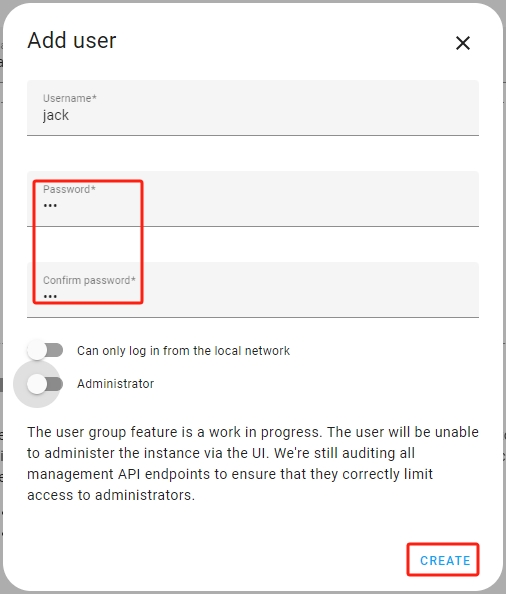 Add user
Username*
jack
Password*
•••
Confirm password*
•••
Can only log in from the local network
Administrator
The user group feature is a work in progress. The user will be unable
to administer the instance via the UI. We're still auditing all
management API endpoints to ensure that they correctly limit
access to administrators.
CREATE